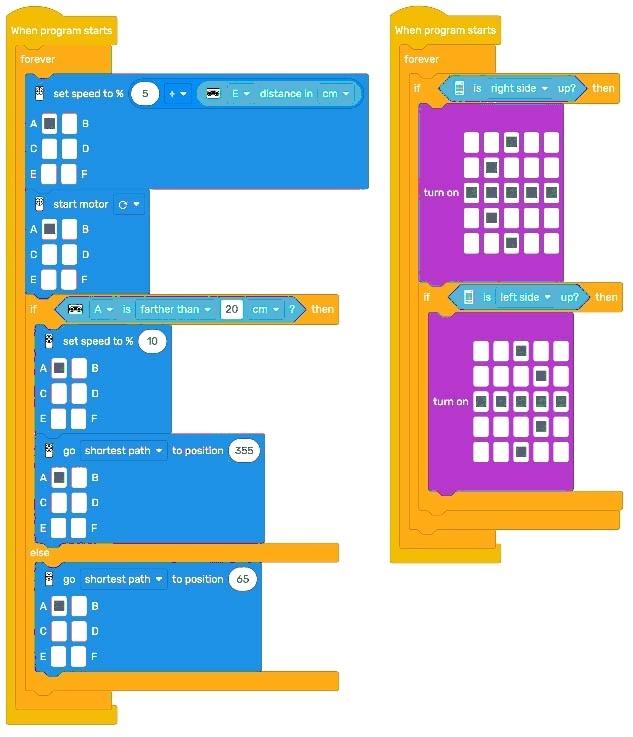 When program starts
forever
set speed to % 5 + E distance in cm
A B
C D
E F
start motor
A B
C D
E F
if A is farther than 20 cm ? then
set speed to % 10
A B
C D
E F
go shortest path to position 355
A B
C D
E F
else
go shortest path to position 65
A B
C D
E F
When program starts
forever
if is right side up? then
turn on
if is left side up? then
turn on